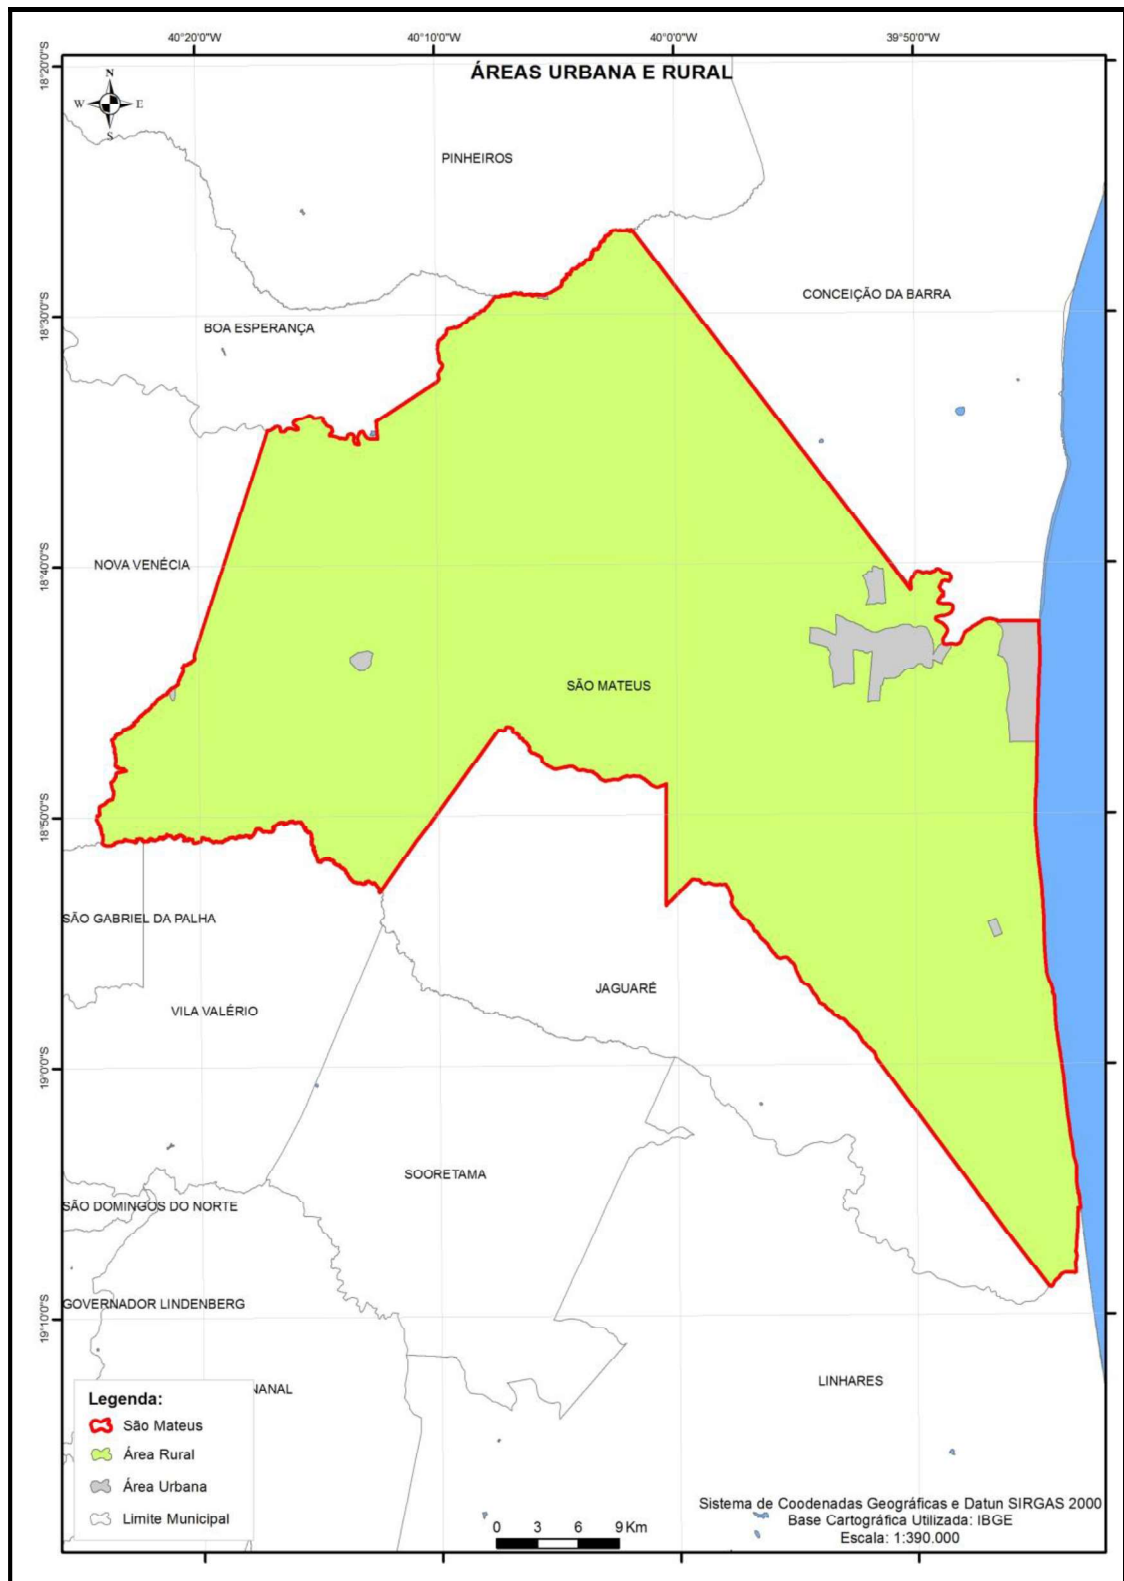 40°20'0"W 40°10'0"W 40°0'0"W 39°50'0"W
ÁREAS URBANA E RURAL
18°20'0"S
N
W E
S
PINHEIROS
CONCEIÇÃO DA BARRA
18°30'0"S
BOA ESPERANÇA
NOVA VENÉCIA
18°40'0"S
SÃO MATEUS
18°50'0"S
SÃO GABRIEL DA PALHA
JAGUARÉ
VILA VALÉRIO
19°0'0"S
SOORETAMA
SÃO DOMINGOS DO NORTE
GOVERNADOR LINDENBERG
19°10'0"S
LINHARES
NANAL
Legenda:
São Mateus
Área Rural
Área Urbana
Limite Municipal
0 3 6 9 Km
Sistema de Coodenadas Geográficas e Datun SIRGAS 2000
Base Cartográfica Utilizada: IBGE
Escala: 1:390.000